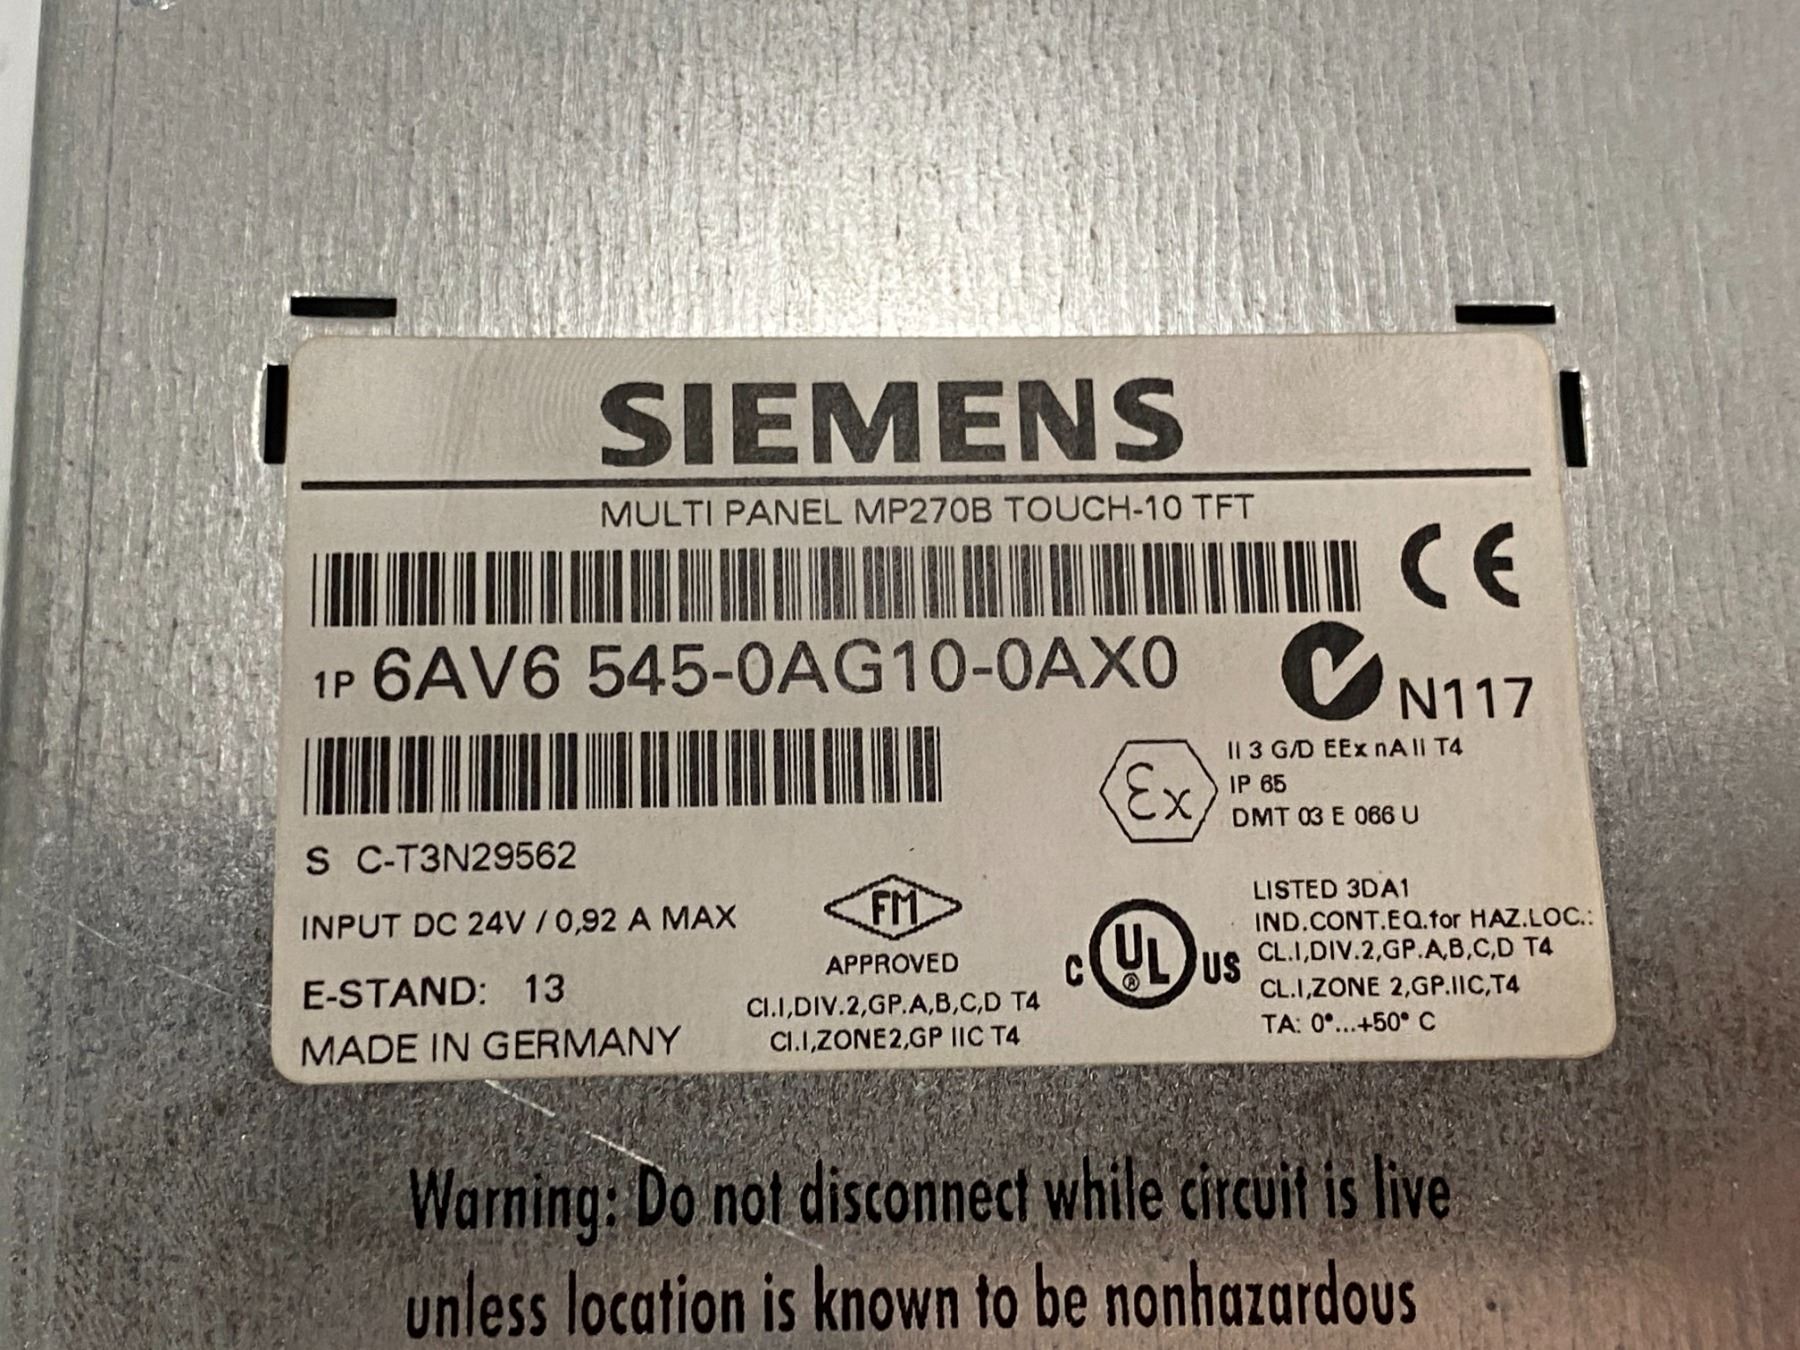 SIEMENS
MULTI PANEL MP270B TOUCH-10 TFT
CE
1P 6AV6 545-0AG10-0AX0
N117
Ex
II 3 G/D EEx nA II T4
IP 65
DMT 03 E 066 U
S C-T3N29562
INPUT DC 24V / 0,92 A MAX
E-STAND: 13
MADE IN GERMANY
FM
APPROVED
Cl.I,DIV.2,GP.A,B,C,D T4
Cl.I,ZONE2,GP IIC T4
C UL ® US
LISTED 3DA1
IND.CONT.EQ.for HAZ.LOC.:
CL.I,DIV.2,GP.A,B,C,D T4
CL.I,ZONE 2,GP.IIC,T4
TA: 0°...+50° C
Warning: Do not disconnect while circuit is live
unless location is known to be nonhazardous